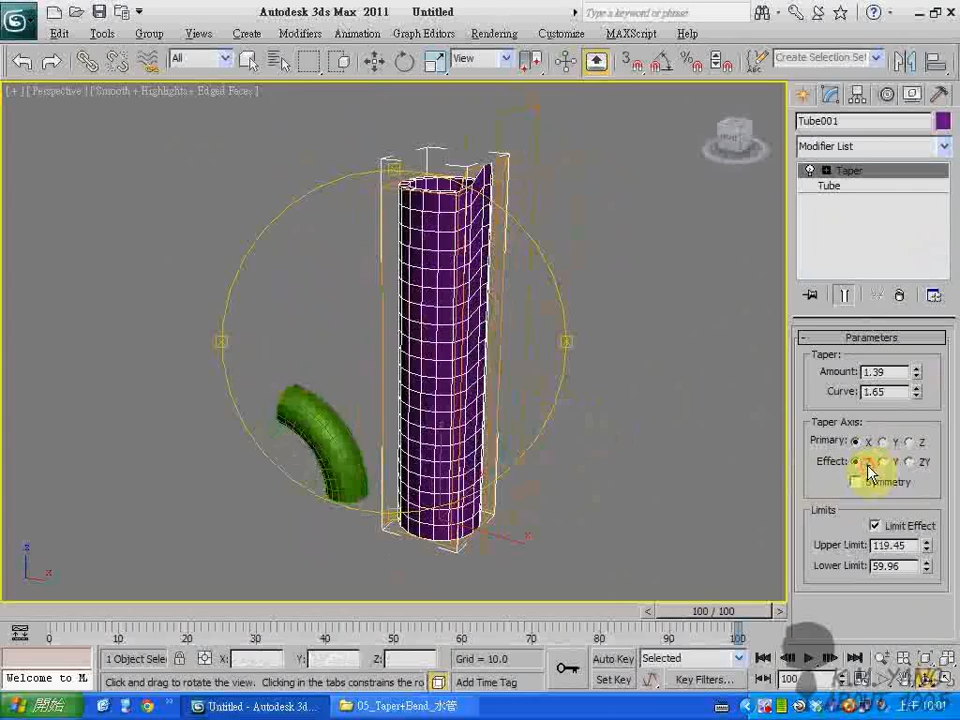 Autodesk 3ds Max 2011 Untitled
Type a keyword or phrase
Edit Tools Group Views Create Modifiers Animation Graph Editors Rendering Customize MAXScript Help
All View Create Selection Set
[ + ] [ Perspective ] [ Smooth + Highlights + Edged Faces ]
Tube001
Modifier List
Taper
Tube
Parameters
Taper:
Amount: 1.39
Curve: 1.65
Taper Axis:
Primary: X Y Z
Effect: Y ZY
Symmetry
Limits
Limit Effect
Upper Limit: 119.45
Lower Limit: 59.96
z
x
x
100 / 100
0 10 20 30 40 50 60 70 80 90 100
1 Object Selec X: Y: Z: Grid = 10.0 Auto Key Selected
Set Key Key Filters... 100
Welcome to M Click and drag to rotate the view. Clicking in the tabs constrains the ro Add Time Tag
開始 Untitled - Autodesk 3d... 05_Taper+Bend_水管 上午 10:01